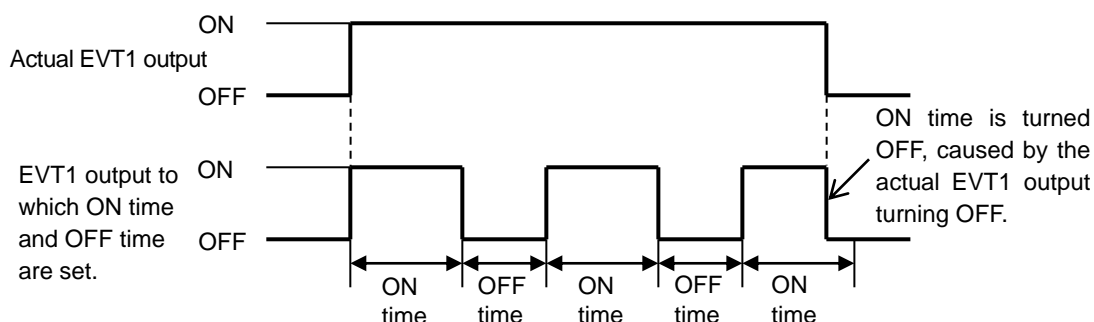 ON
Actual EVT1 output
OFF
ON time is turned
OFF, caused by the
actual EVT1 output
turning OFF.
EVT1 output to
which ON time
and OFF time
are set.
ON
OFF
ON
time
OFF
time
ON
time
OFF
time
ON
time